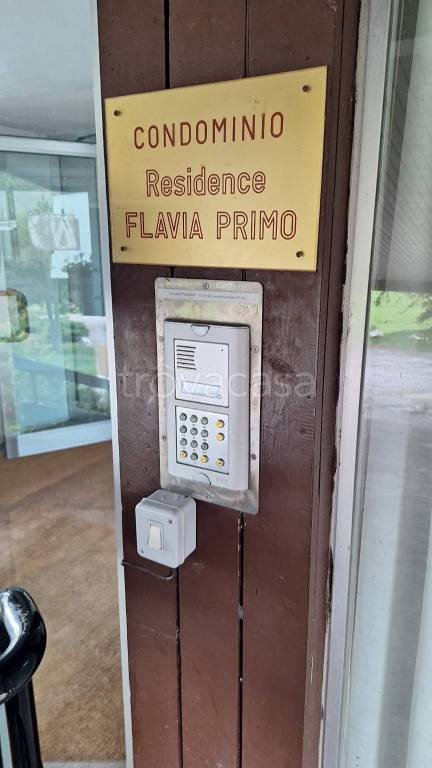 CONDOMINIO
Residence
FLAVIA PRIMO
trovacasa